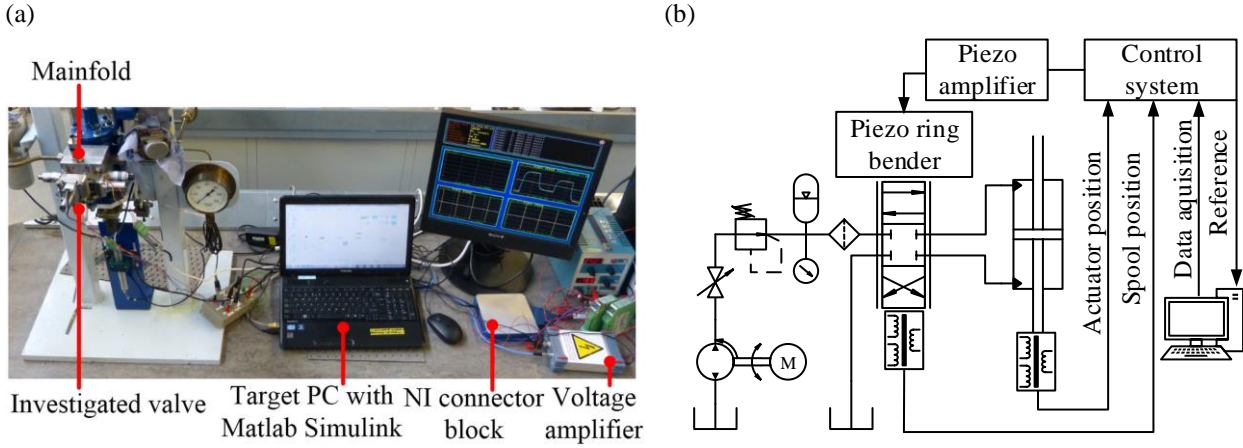 (a)
Mainfold
Investigated valve
Target PC with
Matlab Simulink
NI connector
block
Voltage
amplifier
(b)
Piezo
amplifier
Control
system
Piezo ring
bender
Actuator position
Spool position
Data aquisition
Reference
M